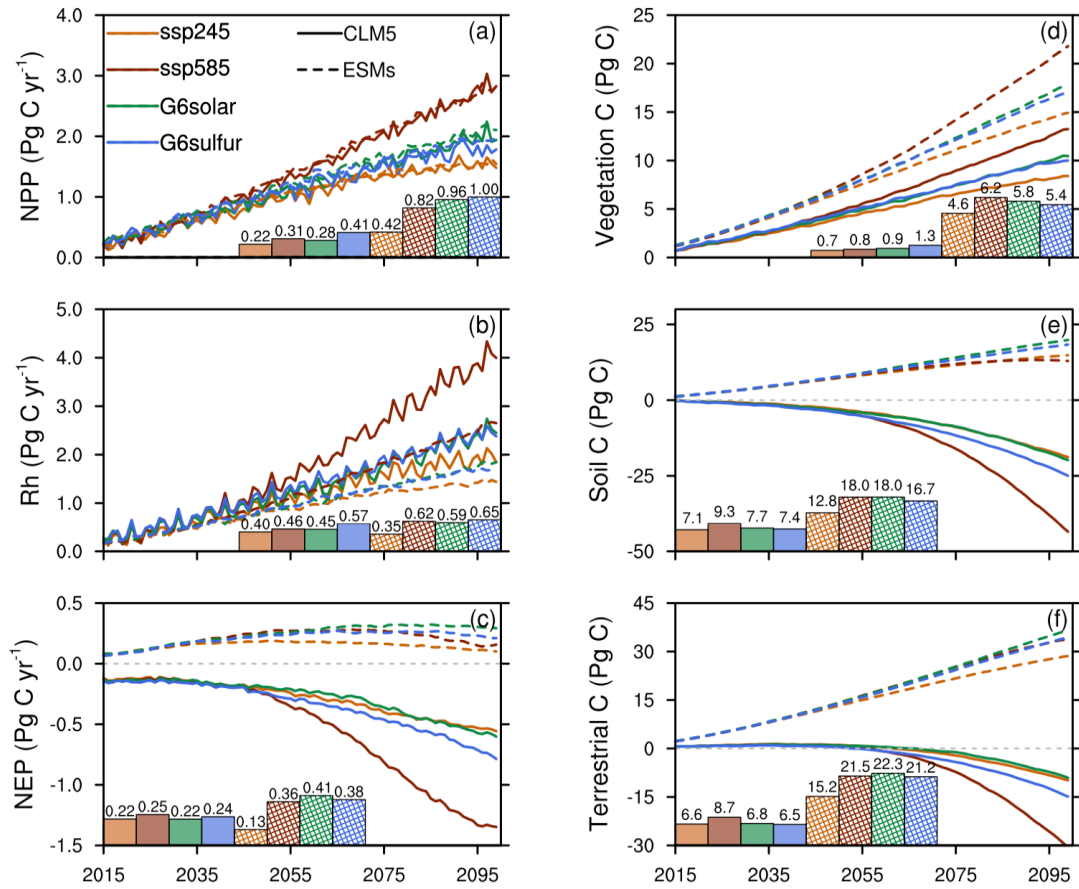 4.0
3.0
2.0
1.0
0.0
NPP (Pg C yr⁻¹)
ssp245
ssp585
G6solar
G6sulfur
CLM5
ESMs
(a)
0.22 0.31 0.28 0.41 0.42 0.82 0.96 1.00
25
20
15
10
5
0
Vegetation C (Pg C)
(d)
0.7 0.8 0.9 1.3 4.6 6.2 5.8 5.4
5.0
4.0
3.0
2.0
1.0
0.0
Rh (Pg C yr⁻¹)
(b)
0.40 0.46 0.45 0.57 0.35 0.62 0.59 0.65
25
0
-25
-50
Soil C (Pg C)
(e)
7.1 9.3 7.7 7.4 12.8 18.0 18.0 16.7
0.5
0.0
-0.5
-1.0
-1.5
NEP (Pg C yr⁻¹)
(c)
0.22 0.25 0.22 0.24 0.13 0.36 0.41 0.38
2015 2035 2055 2075 2095
45
30
15
0
-15
-30
Terrestrial C (Pg C)
(f)
6.6 8.7 6.8 6.5 15.2 21.5 22.3 21.2
2015 2035 2055 2075 2095